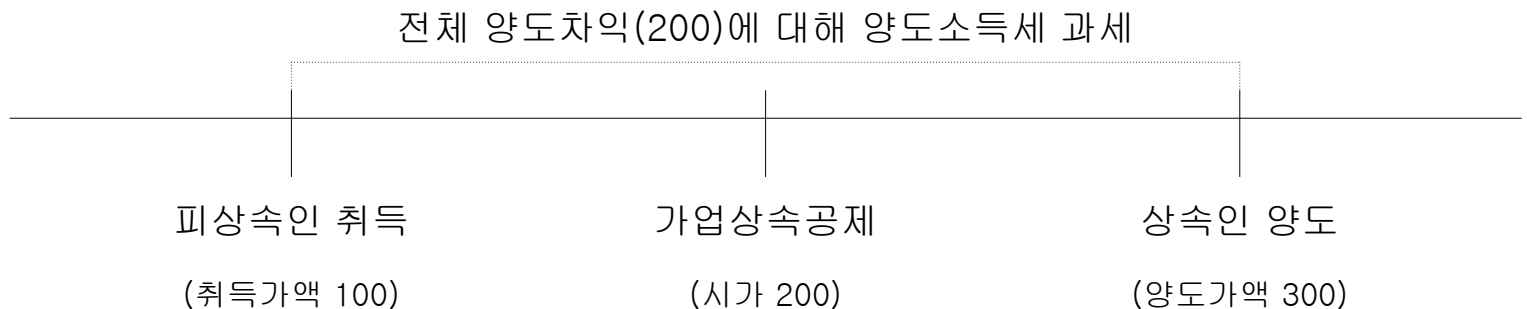 전체 양도차익(200)에 대해 양도소득세 과세
피상속인 취득 가업상속공제 상속인 양도
(취득가액 100) (시가 200) (양도가액 300)